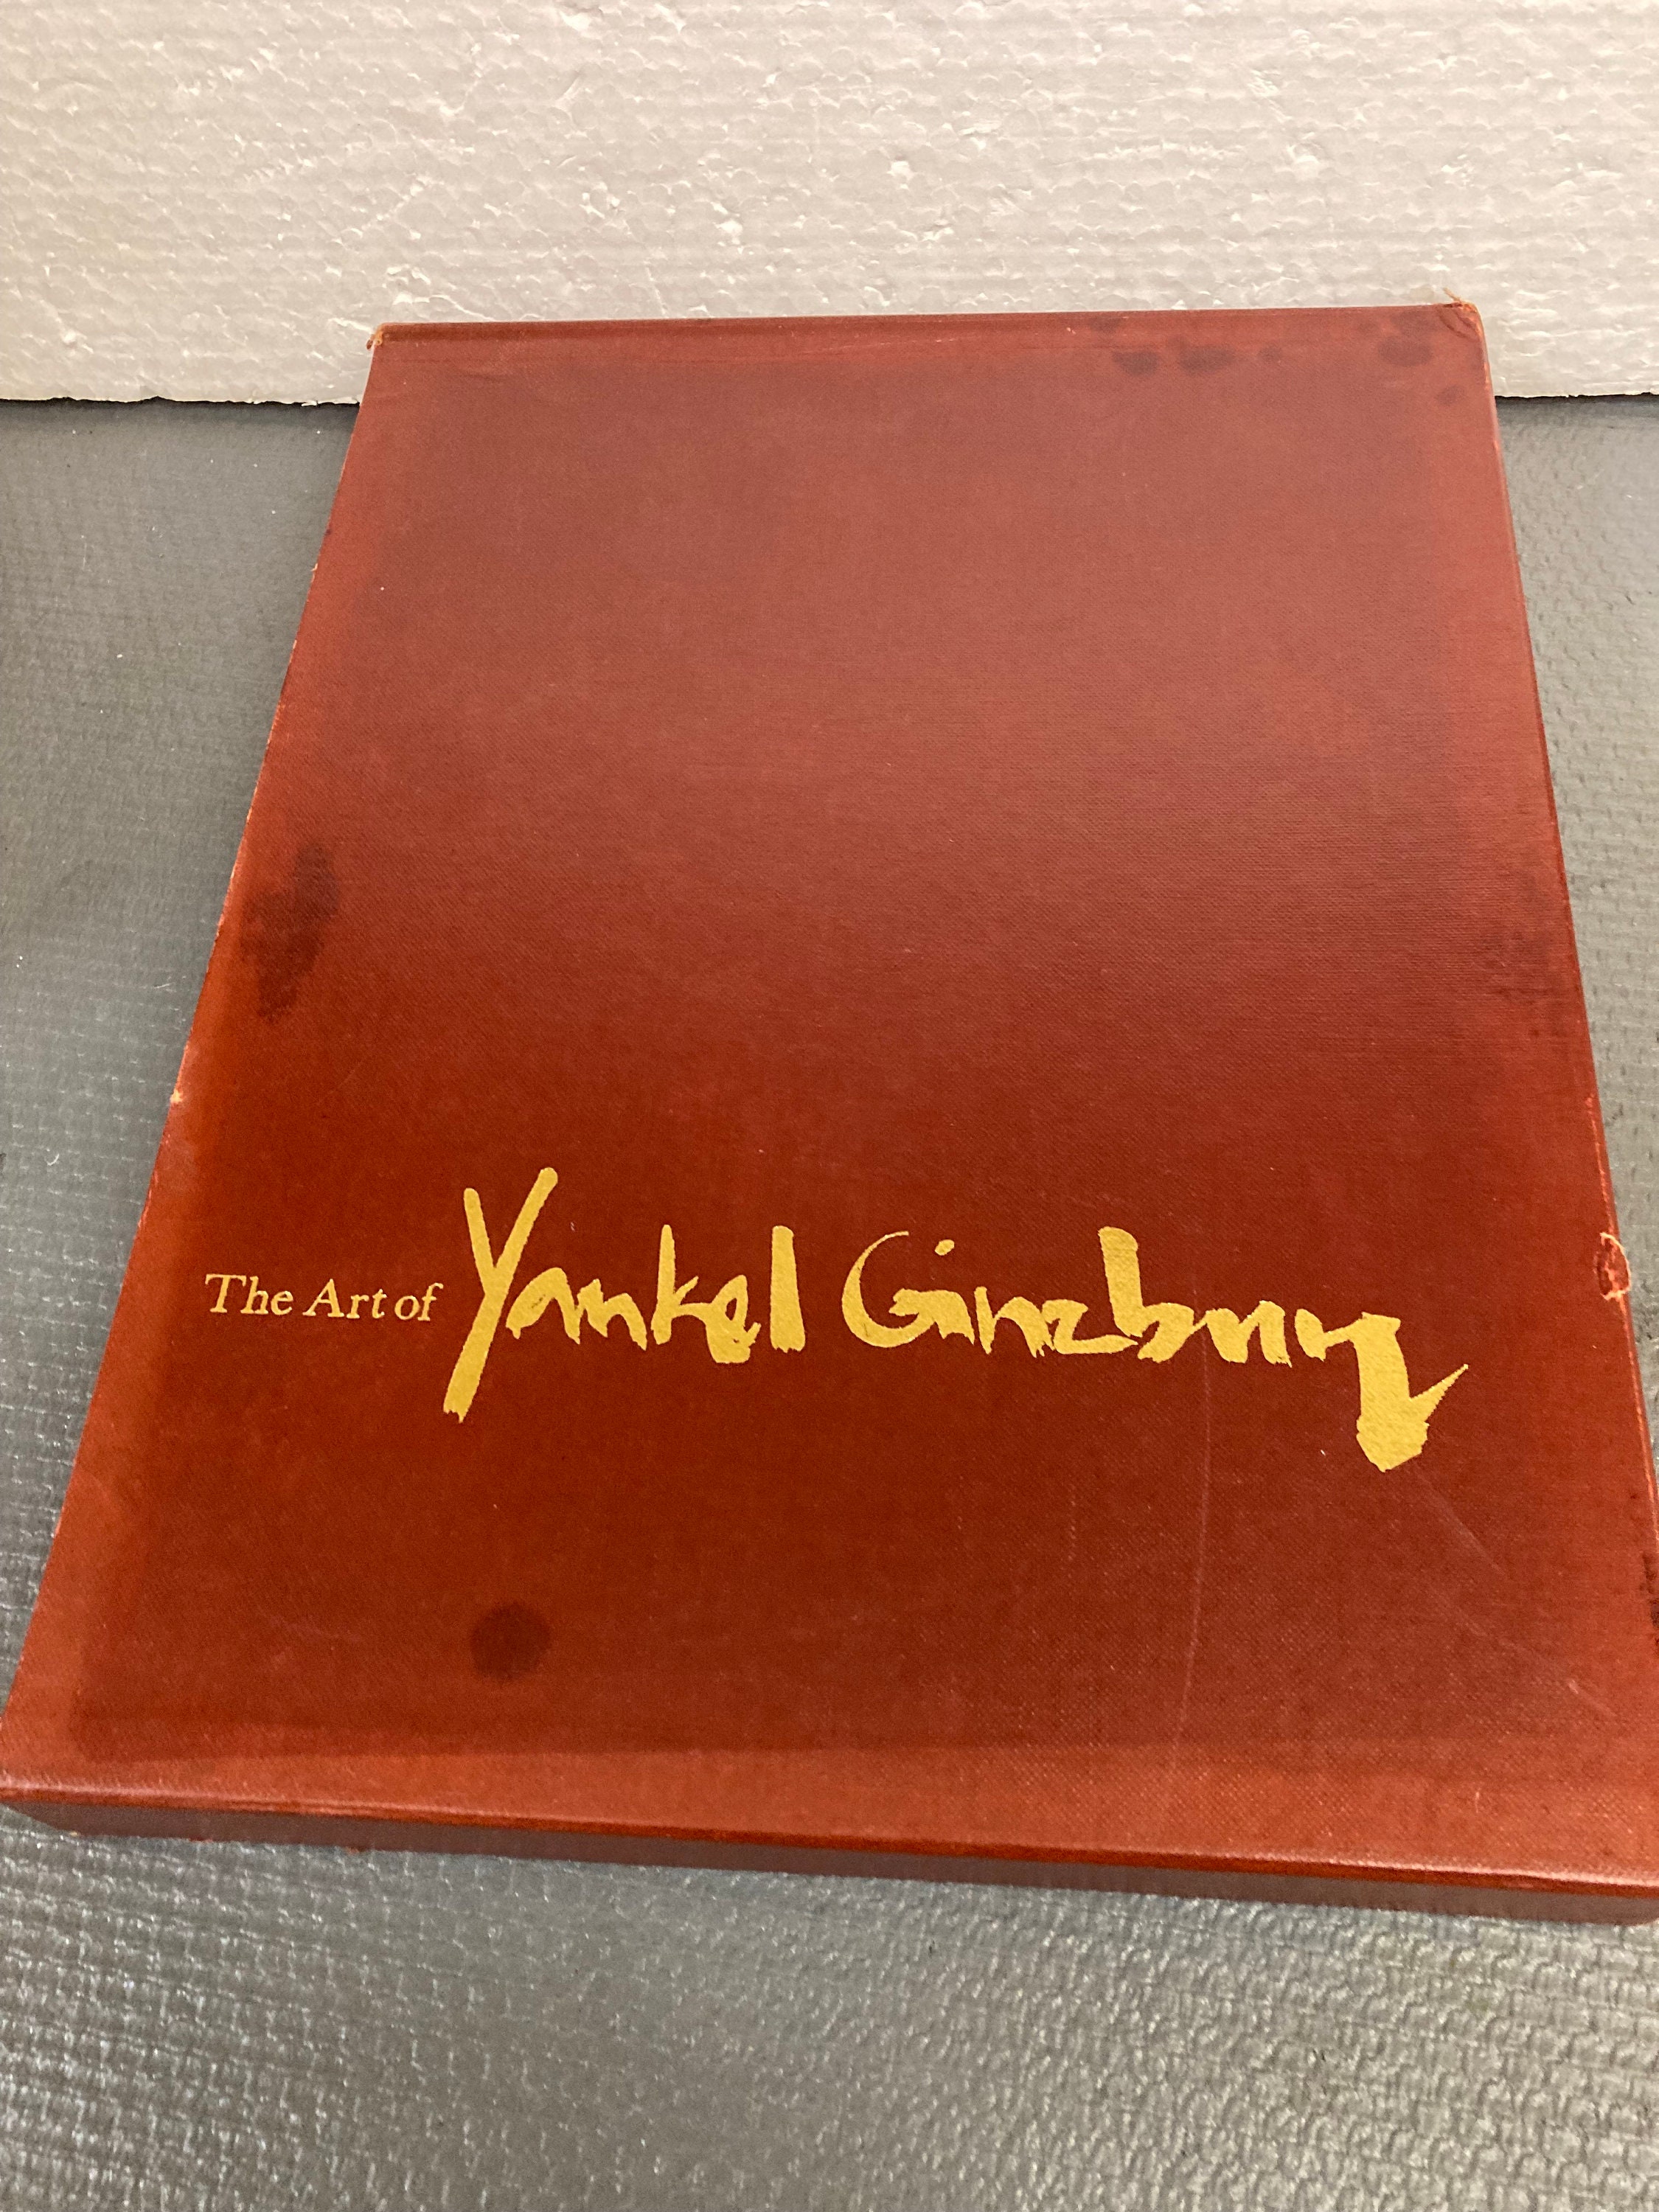 The Art of Yankel Ginzburg